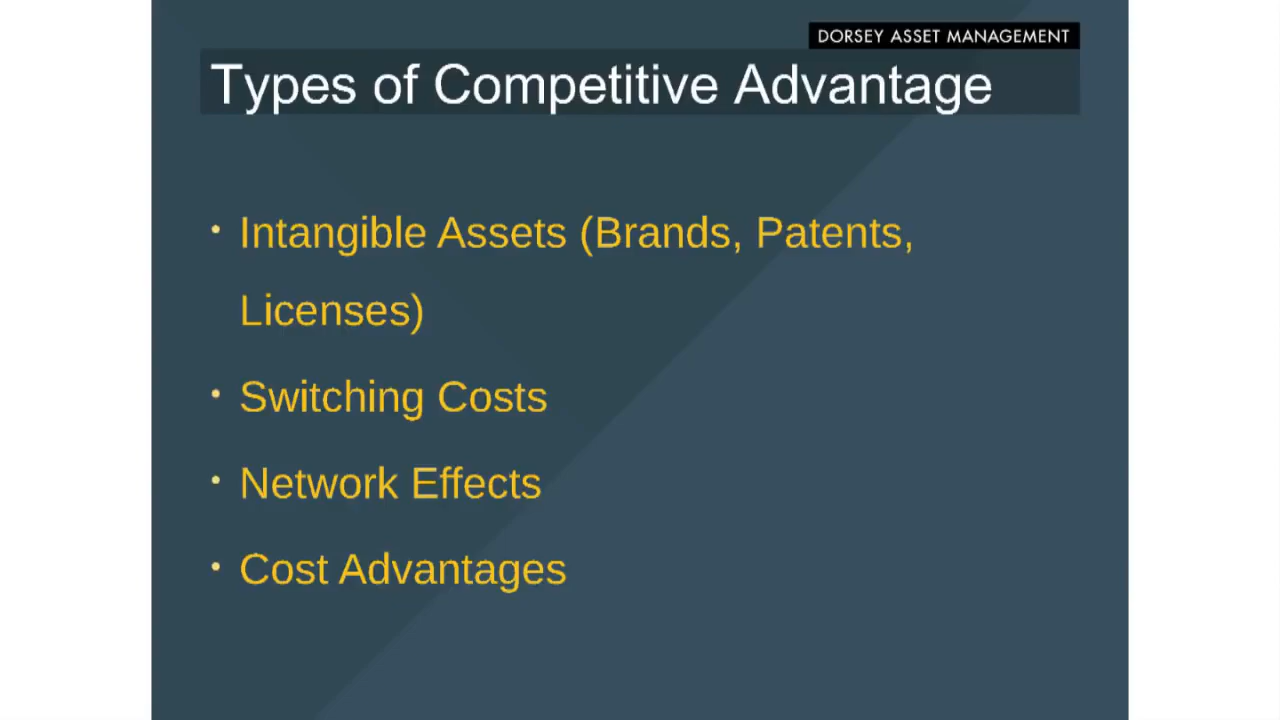 DORSEY ASSET MANAGEMENT
Types of Competitive Advantage
• Intangible Assets (Brands, Patents,
Licenses)
• Switching Costs
• Network Effects
• Cost Advantages